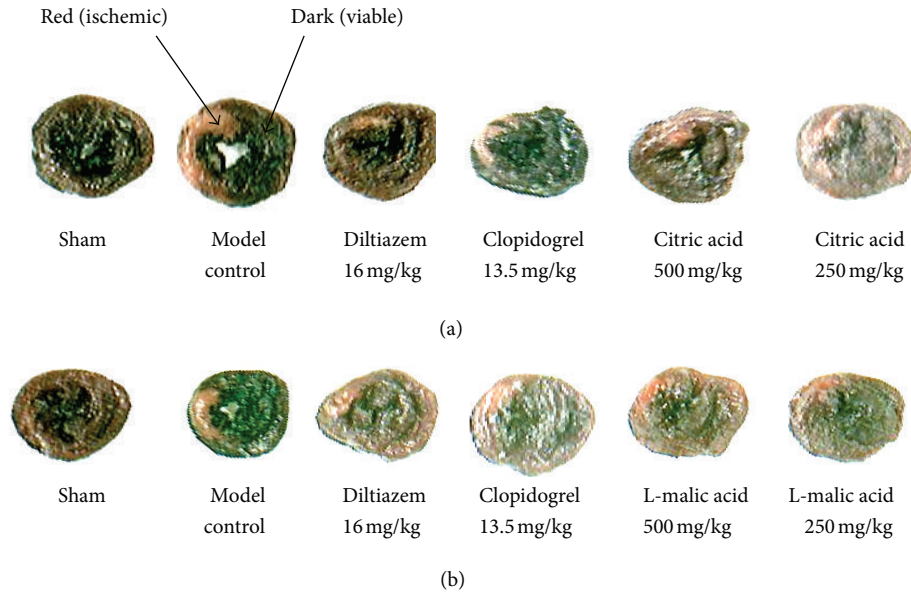 Red (ischemic) Dark (viable)
Sham Model Diltiazem Clopidogrel Citric acid Citric acid
control 16 mg/kg 13.5 mg/kg 500 mg/kg 250 mg/kg
(a)
Sham Model Diltiazem Clopidogrel L-malic acid L-malic acid
control 16 mg/kg 13.5 mg/kg 500 mg/kg 250 mg/kg
(b)